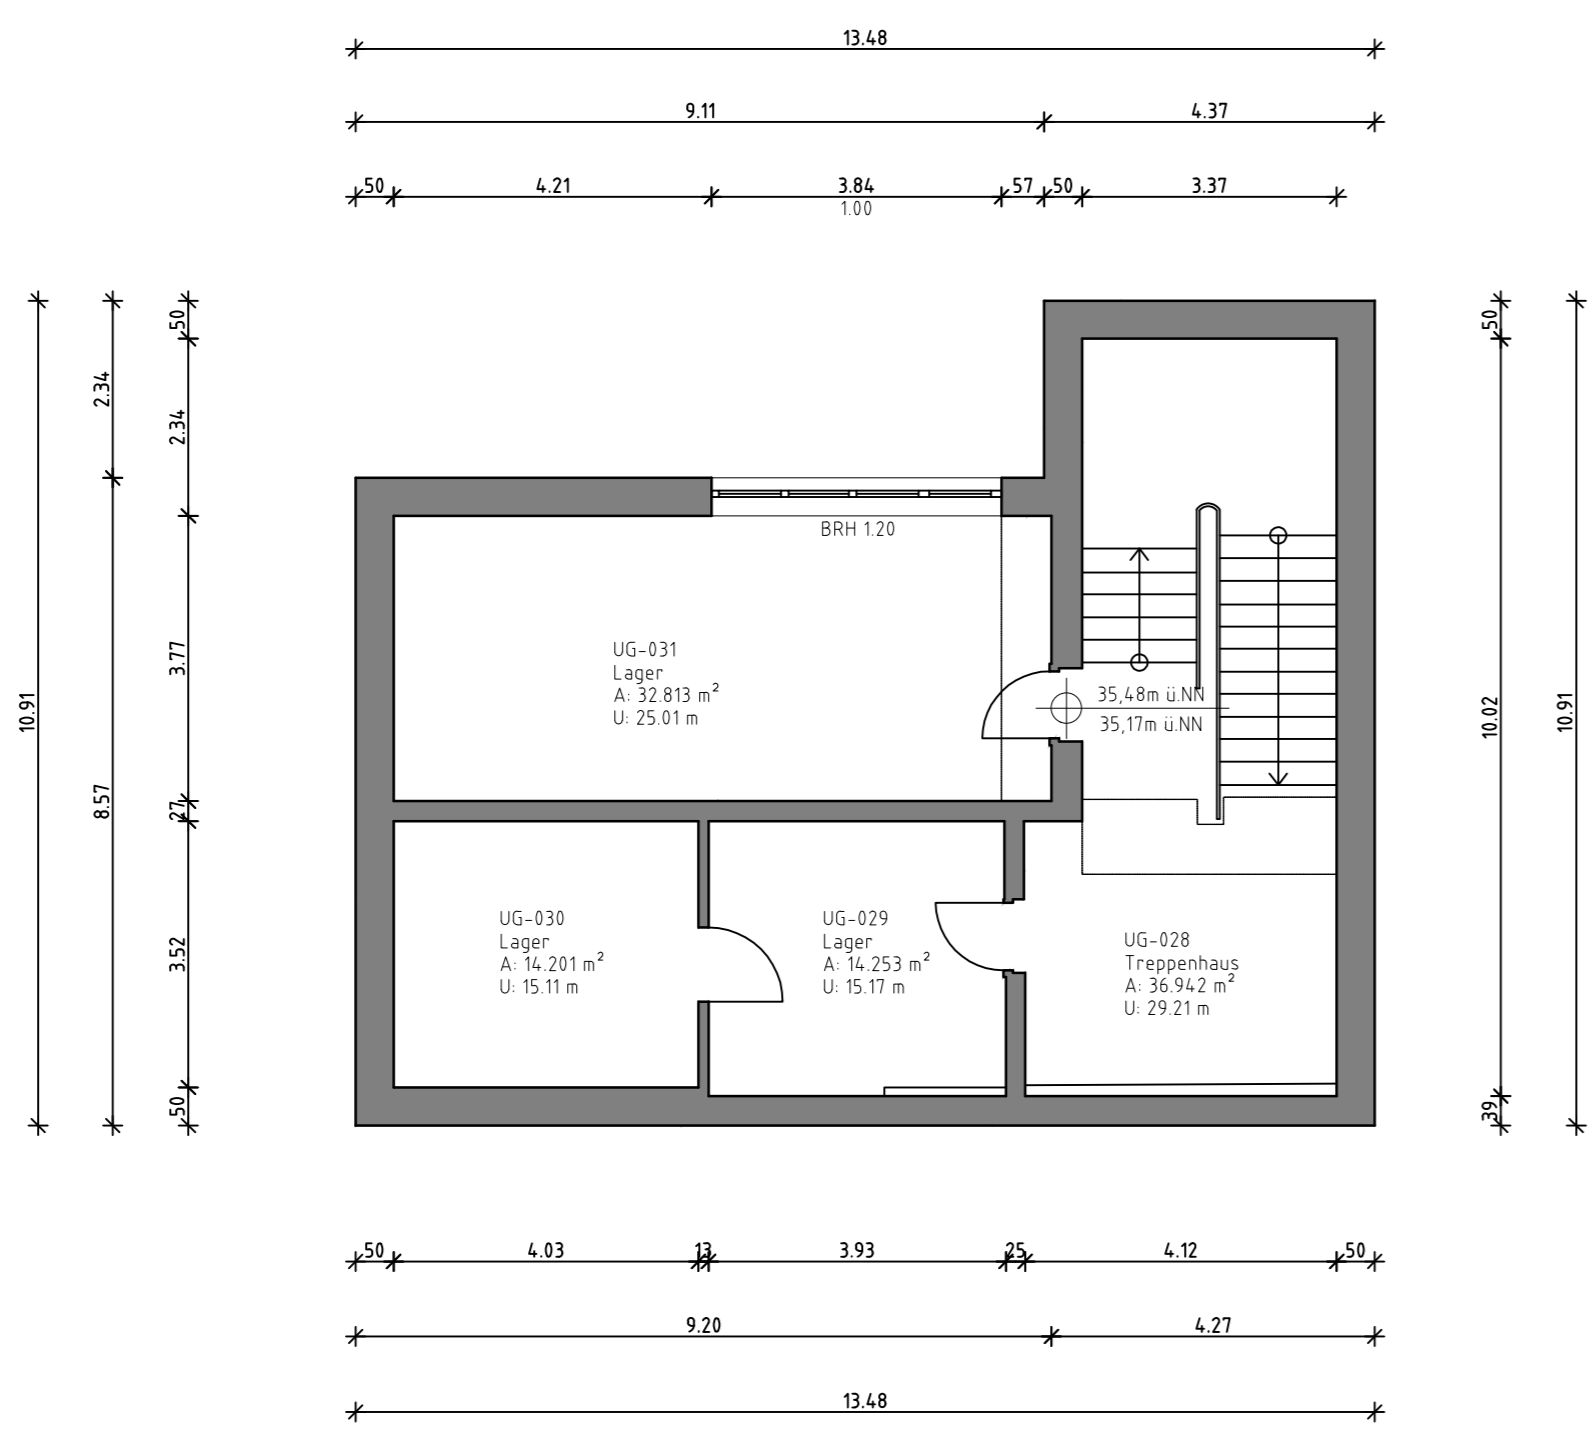 13.48
9.11 4.37
50 4.21 3.84 57 50 3.37
1.00
50
2.34
2.34
3.77
10.91
8.57
27
3.52
50
50
10.02
10.91
39
BRH 1.20
UG-031
Lager
A: 32.813 m²
U: 25.01 m
35,48m ü.NN
35,17m ü.NN
UG-030
Lager
A: 14.201 m²
U: 15.11 m
UG-029
Lager
A: 14.253 m²
U: 15.17 m
UG-028
Treppenhaus
A: 36.942 m²
U: 29.21 m
50 4.03 13 3.93 25 4.12 50
9.20 4.27
13.48